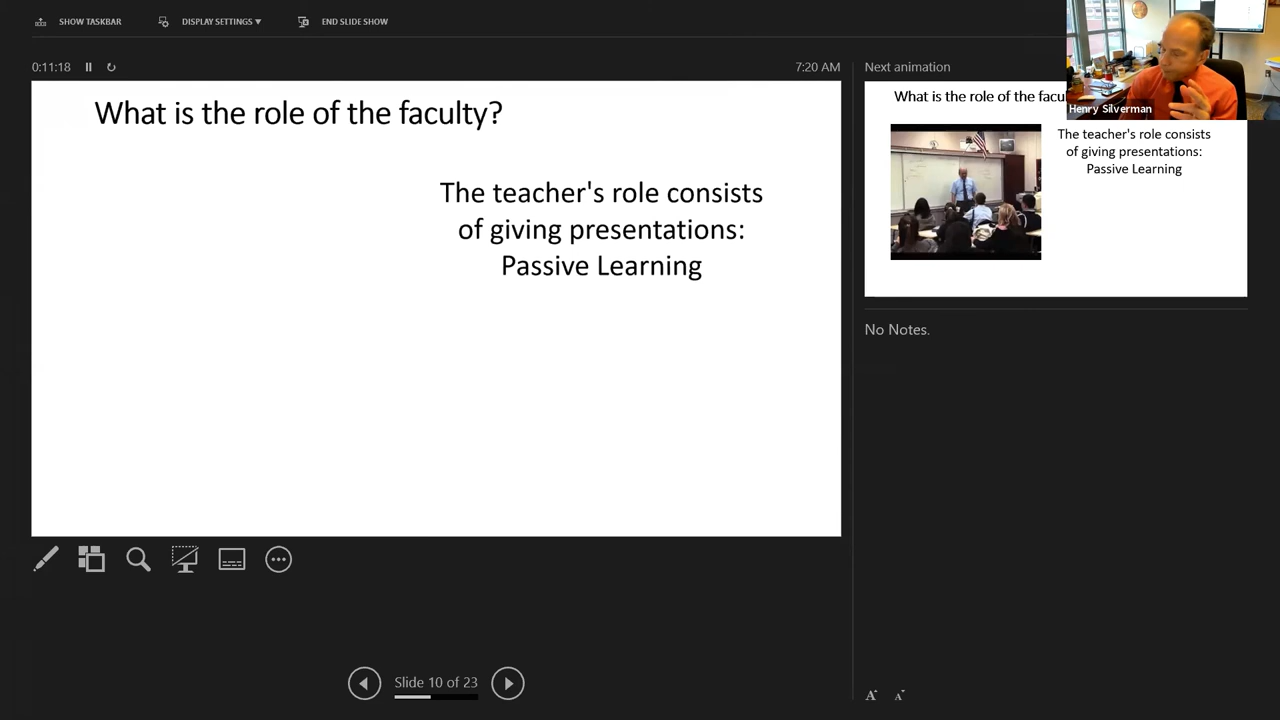 SHOW TASKBAR
DISPLAY SETTINGS ▼
END SLIDE SHOW
0:11:18
7:20 AM
What is the role of the faculty?
The teacher's role consists
of giving presentations:
Passive Learning
Next animation
Henry Silverman
What is the role of the facu
The teacher's role consists
of giving presentations:
Passive Learning
No Notes.
Slide 10 of 23
A
A